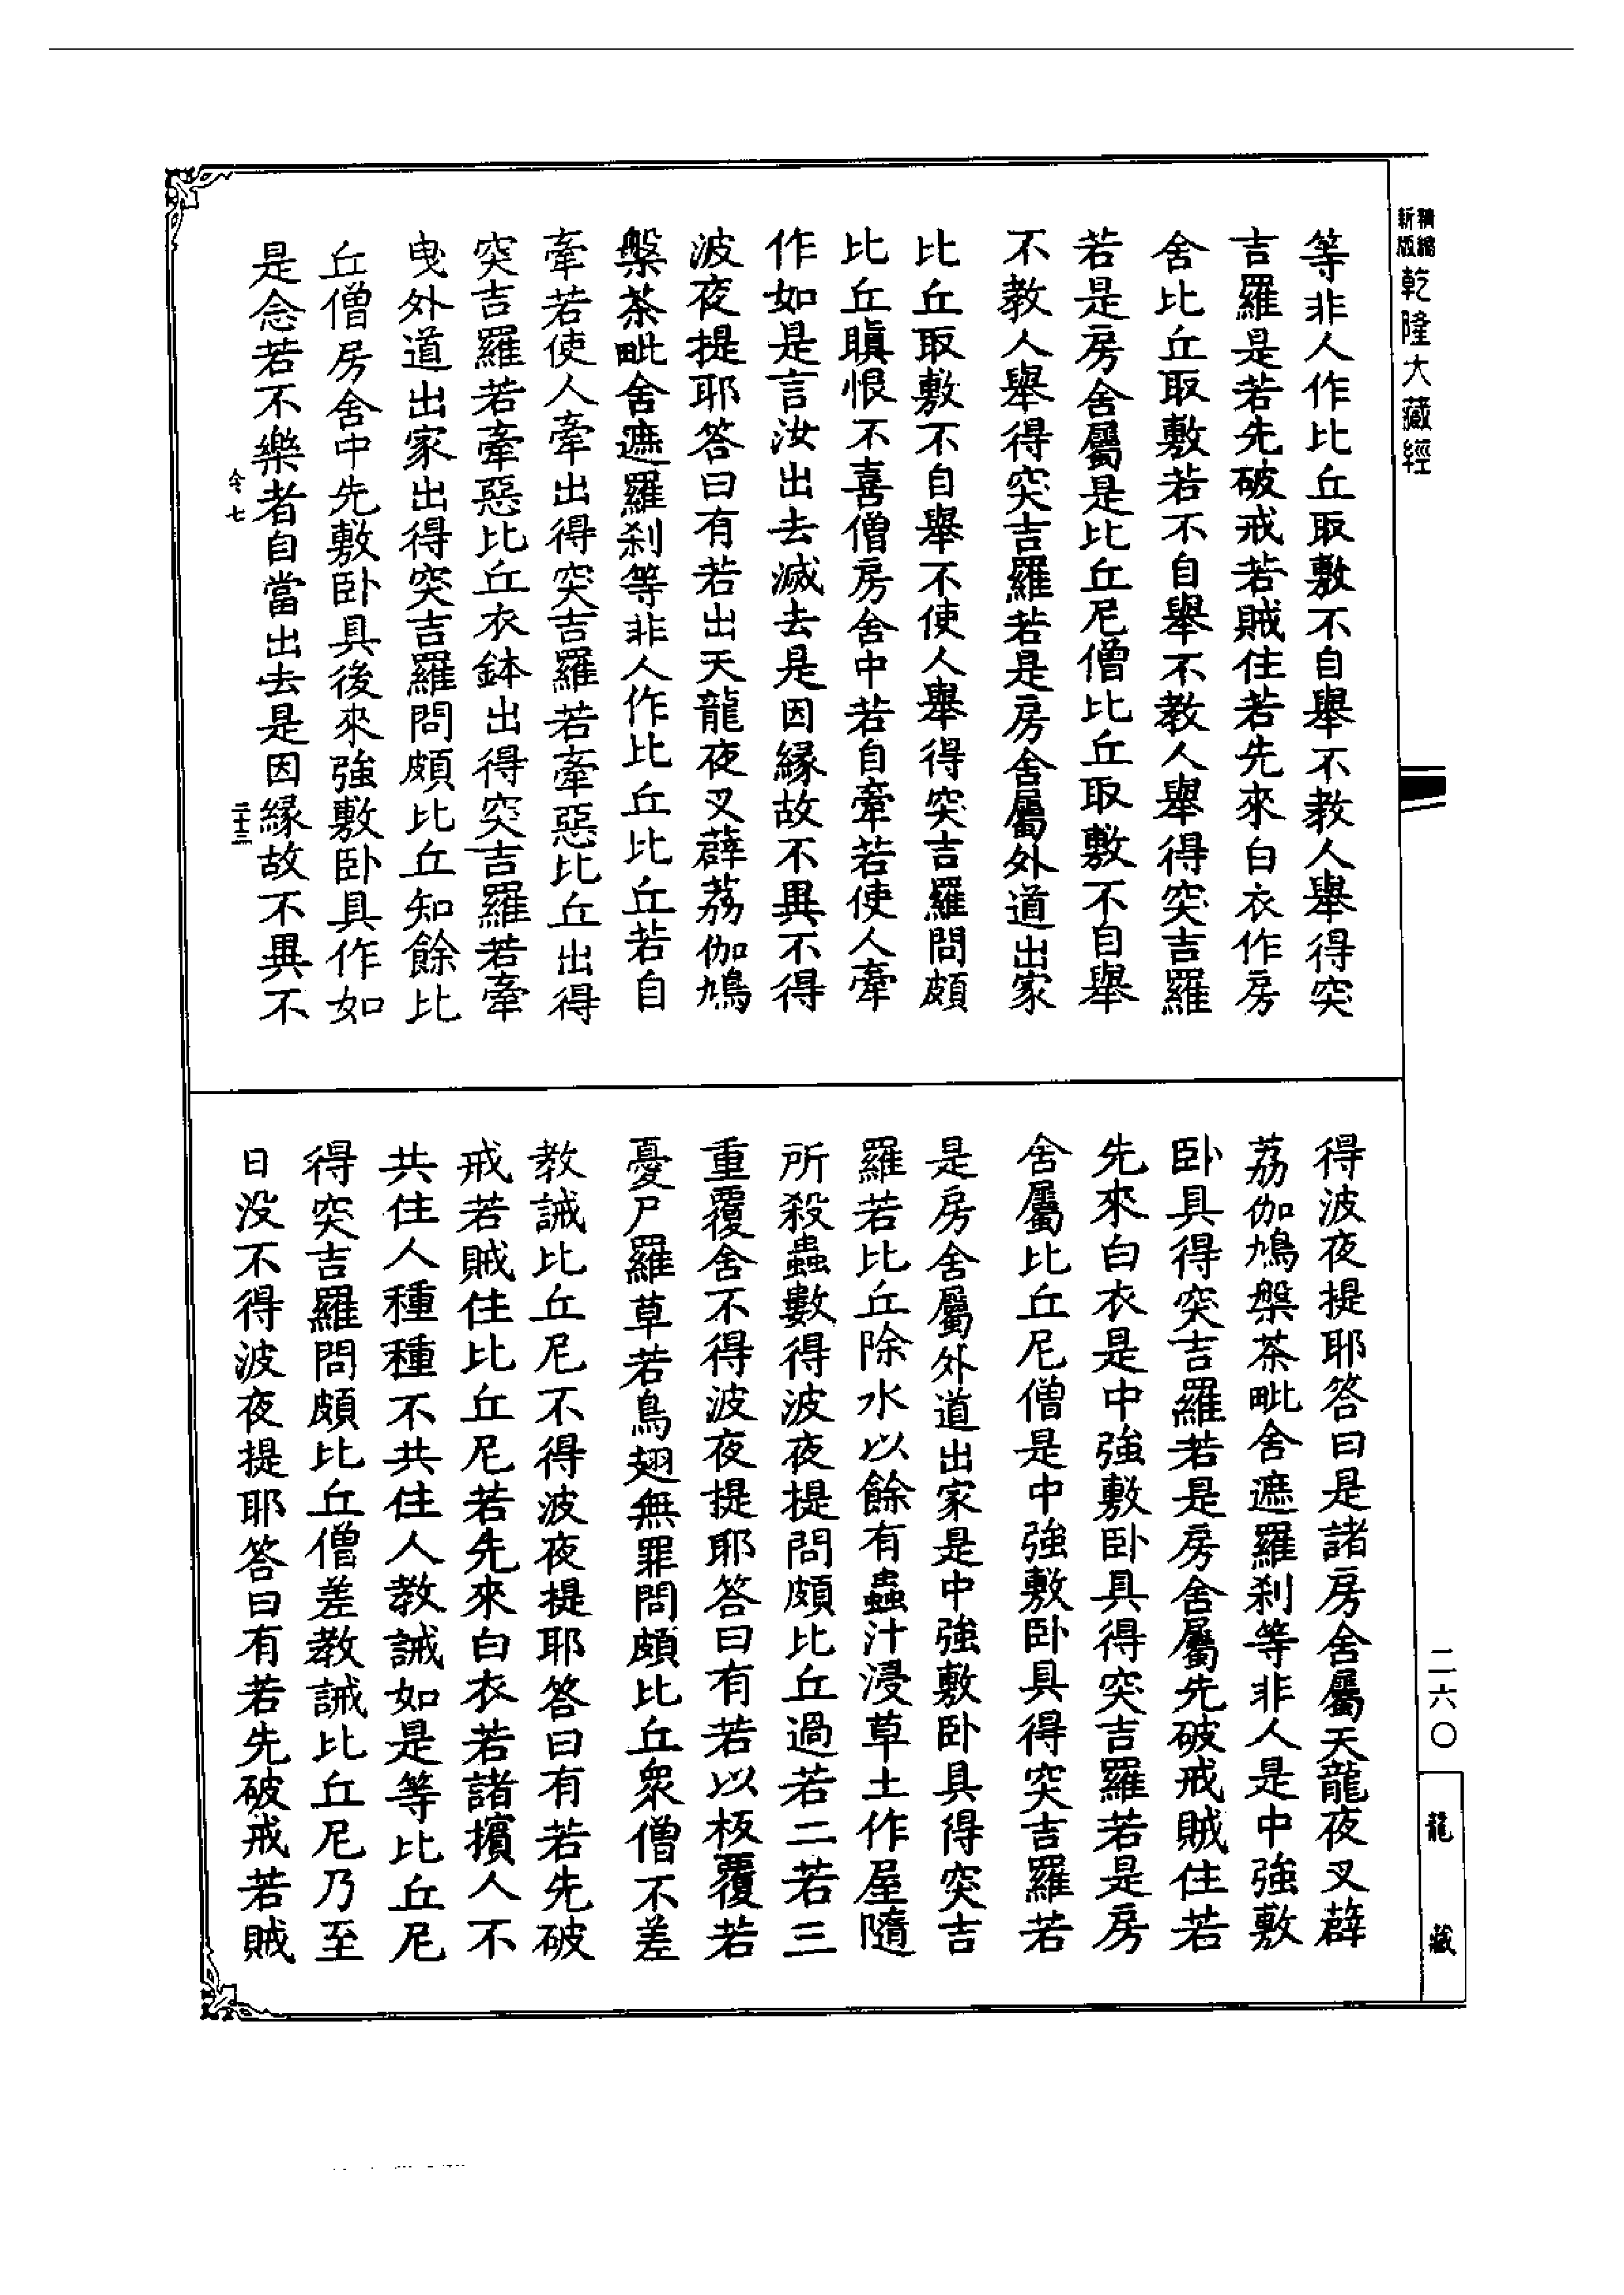 精縮新版乾隆大藏經
等非人作比丘取敷不自舉不教人舉得突
吉羅是若先破戒若賊住若先來白衣作房
舍比丘取敷若不自舉不教人舉得突吉羅
若是房舍屬是比丘尼僧比丘取敷不自舉
不教人舉得突吉羅若是房舍屬外道出家
比丘取敷不自舉不使人舉得突吉羅問頗
比丘瞋恨不喜僧房舍中若自牽若使人牽
作如是言汝出去滅去是因緣故不異不得
波夜提耶答曰有若出天龍夜叉薜荔伽鳩
槃茶毗舍遮羅刹等非人作比丘比丘若自
牽若使人牽出得突吉羅若牽惡比丘出得
突吉羅若牽惡比丘衣鉢出得突吉羅若牽
曳外道出家出得突吉羅問頗比丘知餘比
丘僧房舍中先敷卧具後來強敷卧具作如
是念若不樂者自當出去是因緣故不異不
令七
二十三
得波夜提耶答曰是諸房舍屬天龍夜叉薜
荔伽鳩槃茶毗舍遮羅刹等非人是中強敷
卧具得突吉羅若是房舍屬先破戒賊住若
先來白衣是中強敷卧具得突吉羅若是房
舍屬比丘尼僧是中強敷卧具得突吉羅若
是房舍屬外道出家是中強敷卧具得突吉
羅若比丘除水以餘有蟲汁浸草土作屋隨
所殺蟲數得波夜提問頗比丘過若二若三
重覆舍不得波夜提耶答曰有若以板覆若
憂尸羅草若鳥翅無罪問頗比丘眾僧不差
教誡比丘尼不得波夜提耶答曰有若先破
戒若賊住比丘尼若先來白衣若諸擯人不
共住人種種不共住人教誡如是等比丘尼
得突吉羅問頗比丘僧差教誡比丘尼乃至
日没不得波夜提耶答曰有若先破戒若賊
二六〇
龍藏